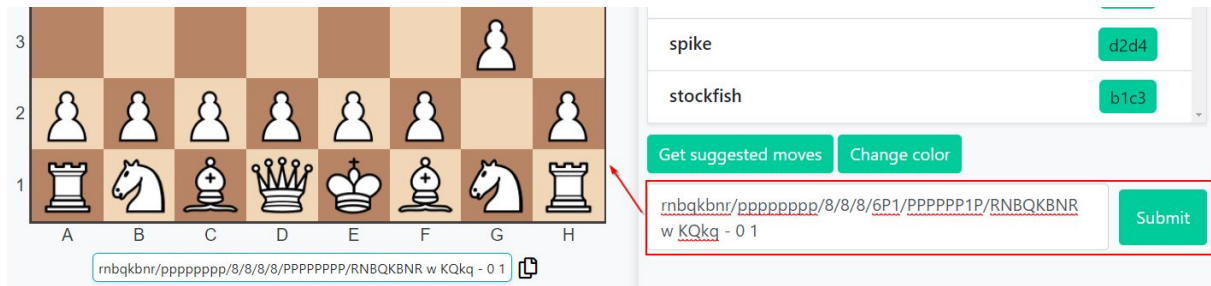 3
2
1
A B C D E F G H
rnbqkbnr/pppppppp/8/8/8/8/PPPPPPPP/RNBQKBNR w KQkq - 0 1
spike d2d4
stockfish b1c3
Get suggested moves Change color
rnbqkbnr/pppppppp/8/8/8/6P1/PPPPPP1P/RNBQKBNR
w KQkq - 0 1
Submit